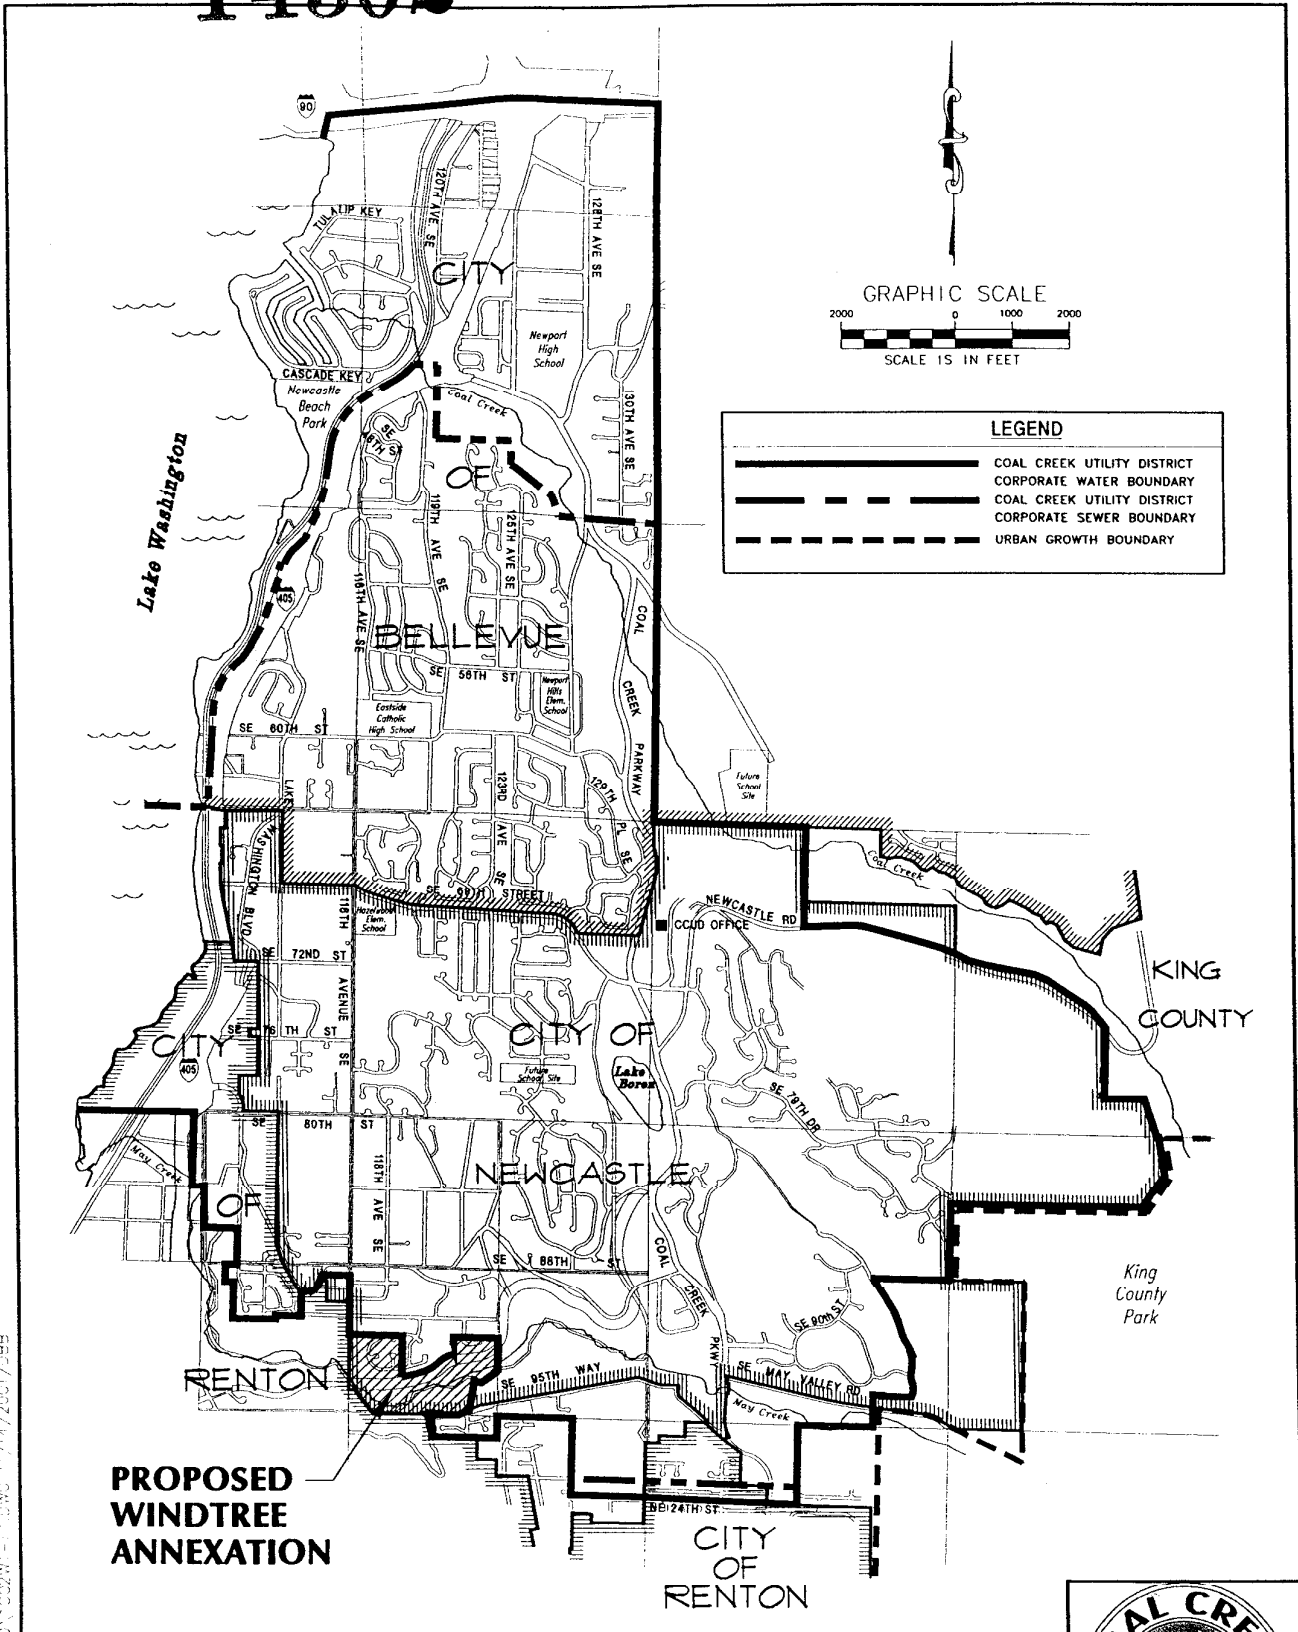 90
TULALIP KEY
120TH AVE SE
128TH AVE SE
CITY
GRAPHIC SCALE
2000 0 1000 2000
SCALE IS IN FEET
Newport
High
School
CASCADE KEY
Newcastle
Beach
Park
Coal Creek
130TH AVE SE
SE
48TH ST
OF
LEGEND
COAL CREEK UTILITY DISTRICT
CORPORATE WATER BOUNDARY
COAL CREEK UTILITY DISTRICT
CORPORATE SEWER BOUNDARY
URBAN GROWTH BOUNDARY
Lake Washington
119TH AVE SE
125TH AVE SE
405
116TH AVE SE
BELLEVUE
COAL CREEK PARKWAY
SE 56TH ST
Newport
Hills
Elem.
School
Eastside
Catholic
High School
SE 60TH ST
LAKE WASHINGTON BLVD
123RD AVE SE
129TH PL SE
Future
School
Site
Coal Creek
SE 69TH STREET
Hazelwood
Elem.
School
NEWCASTLE RD
CCUD OFFICE
116TH AVENUE SE
SE 72ND ST
KING
COUNTY
CITY
SE 76TH ST
405
CITY OF
Future
School Site
Lake
Boren
SE 79TH DR
SE 80TH ST
May Creek
118TH AVE SE
NEWCASTLE
OF
SE 88TH ST
COAL CREEK PKWY
King
County
Park
SE 90th ST
RENTON
SE 95TH WAY
SE MAY VALLEY RD
May Creek
PROPOSED
WINDTREE
ANNEXATION
NE 24TH ST
CITY
OF
RENTON